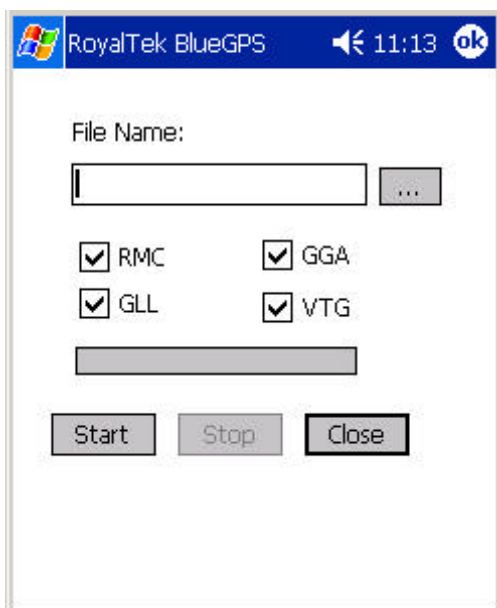 RoyalTek BlueGPS 11:13 ok
File Name:
...
RMC GGA
GLL VTG
Start Stop Close